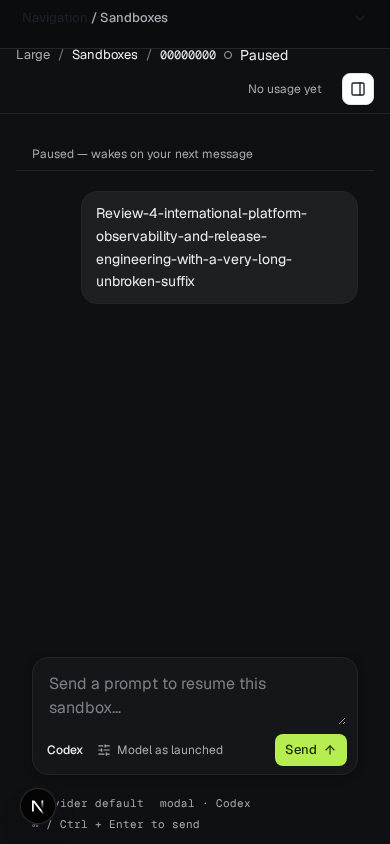 Navigation / Sandboxes
Large / Sandboxes / 00000000 Paused
No usage yet
Paused — wakes on your next message
Review-4-international-platform-
observability-and-release-
engineering-with-a-very-long-
unbroken-suffix
Send a prompt to resume this
sandbox...
Codex Model as launched Send ↑
N
vider default modal · Codex
/ Ctrl + Enter to send